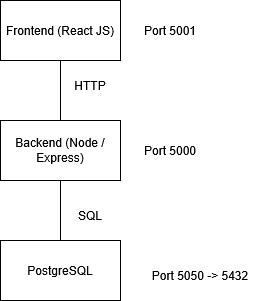 Frontend (React JS)
Port 5001
HTTP
Backend (Node /
Express)
Port 5000
SQL
PostgreSQL
Port 5050 -> 5432